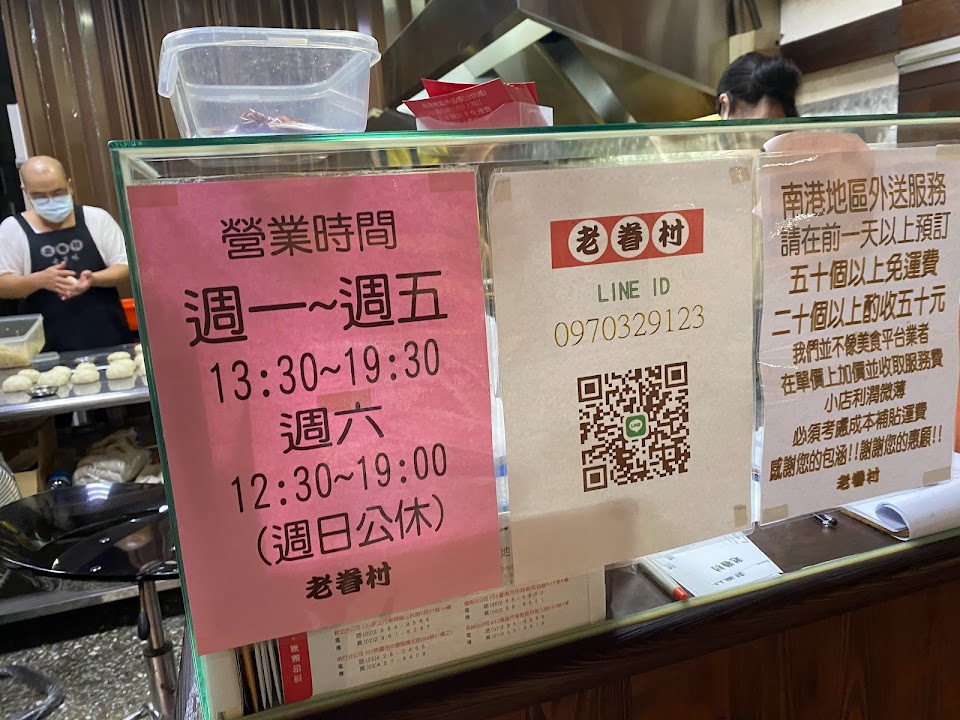 營業時間
週一~週五
13:30~19:30
週六
12:30~19:00
(週日公休)
老眷村
老眷村
LINE ID
0970329123
LINE
南港地區外送服務
請在前一天以上預訂
五十個以上免運費
二十個以上酌收五十元
我們並不像美食平台業者
在單價上加價並收取服務費
小店利潤微薄
必須考慮成本補貼運費
感謝您的包涵!!謝謝您的惠顧!!
老眷村